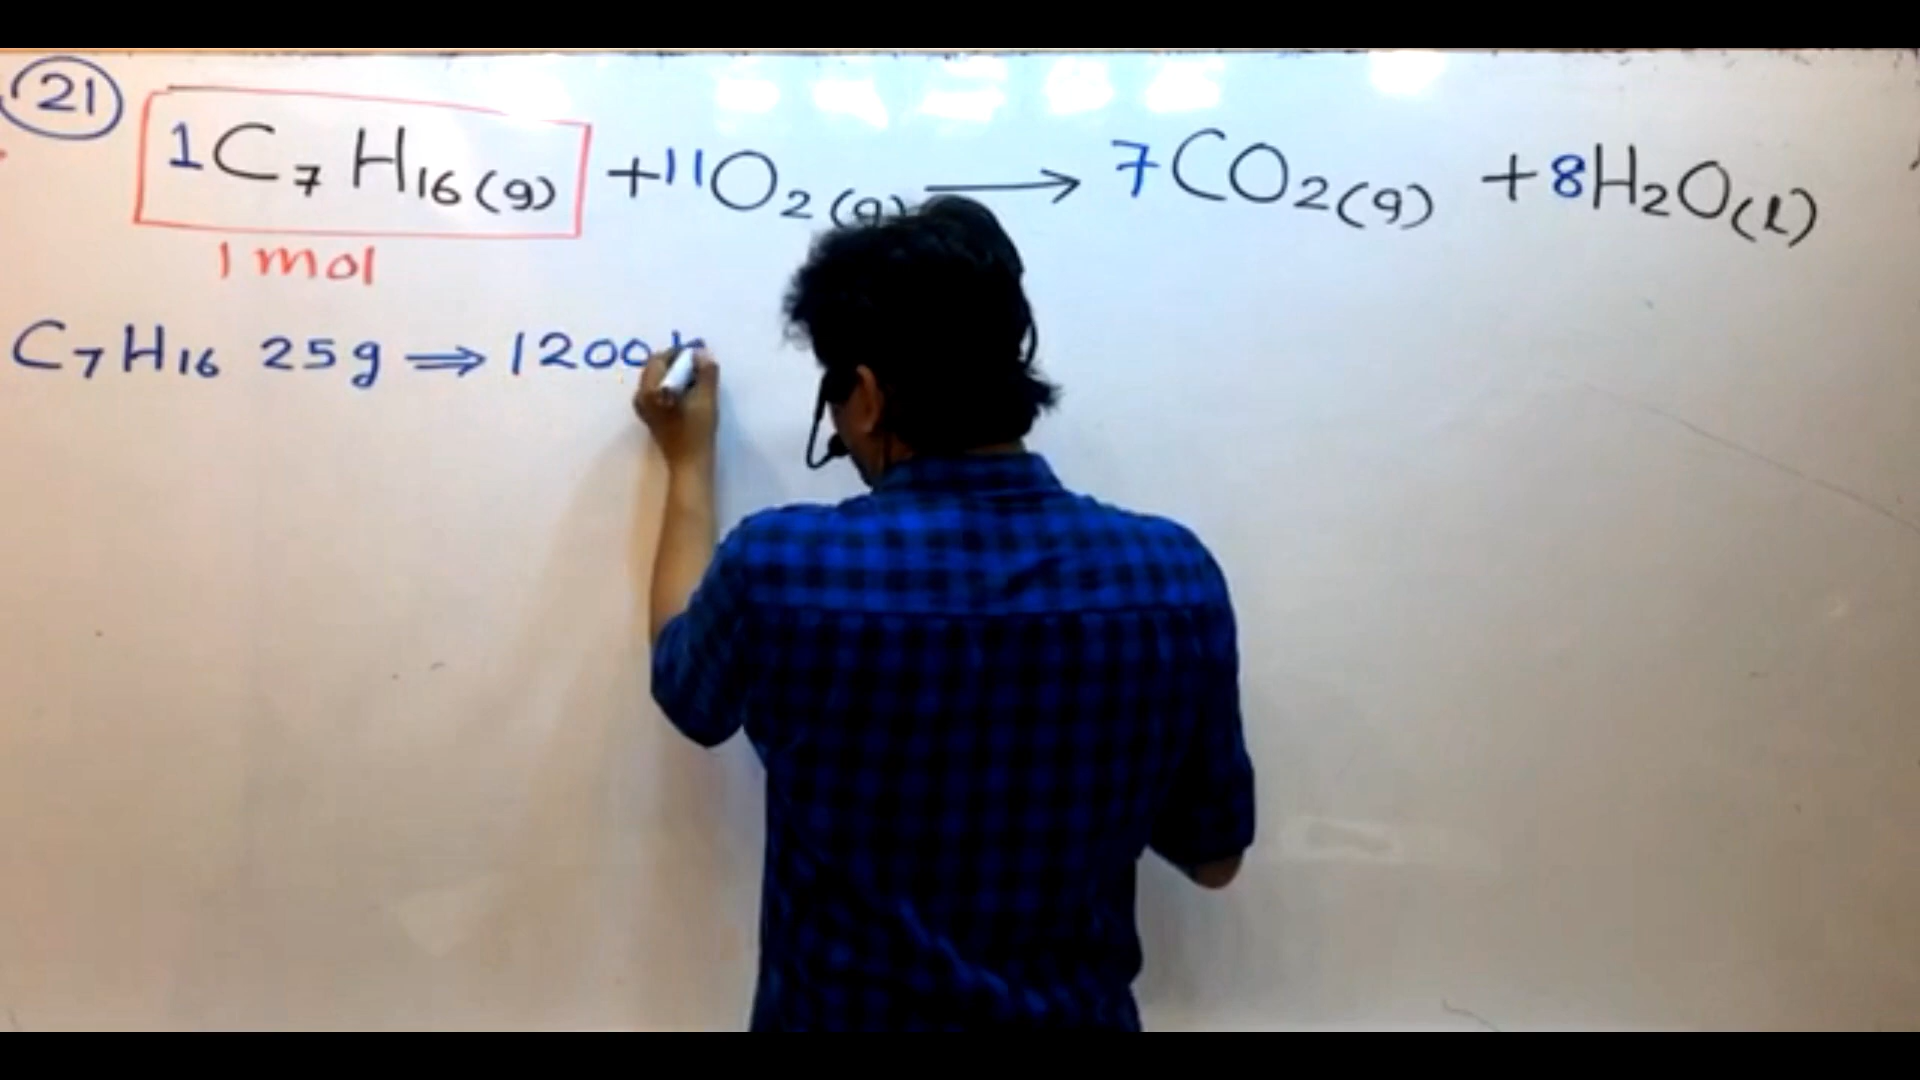 21
1C₇H₁₆(g) + 11O₂(g) → 7CO₂(g) + 8H₂O(l)
1 mol
C₇H₁₆ 25g ⇒ 1200